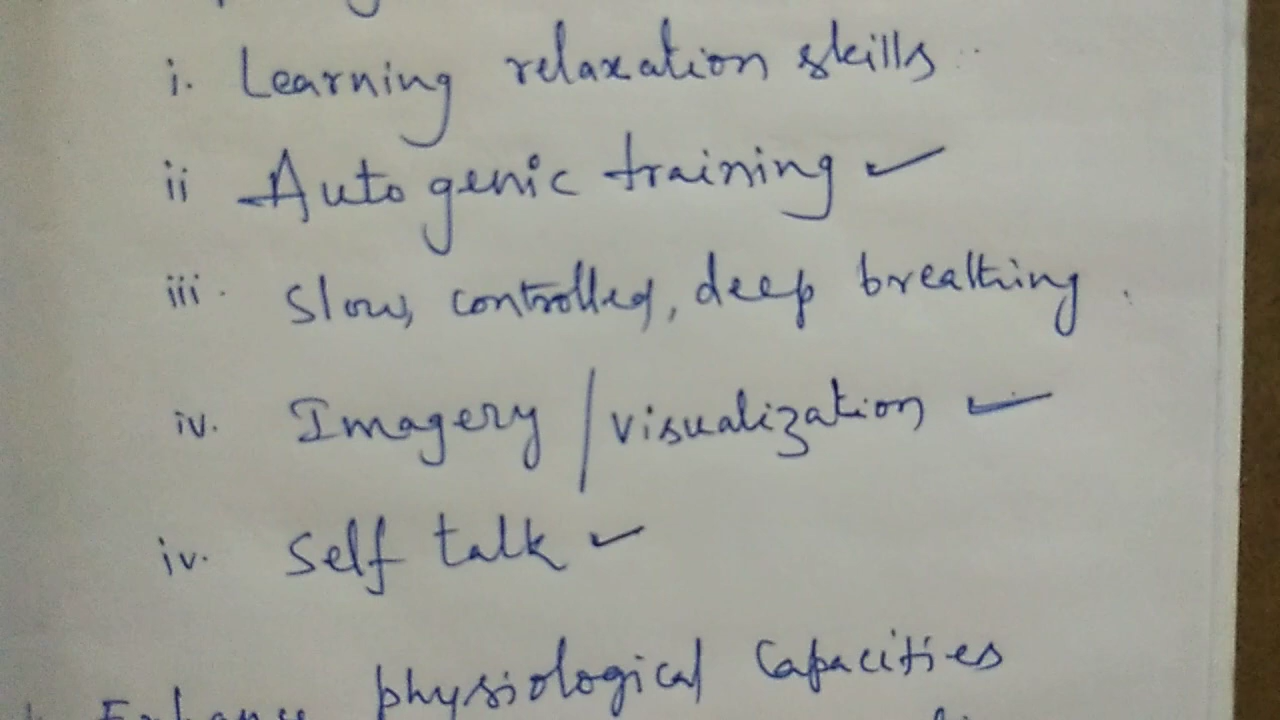 i. Learning relaxation skills
ii Autogenic training ✓
iii. Slow, controlled, deep breathing.
iv. Imagery / visualization ✓
iv. Self talk ✓
Enhance physiological Capacities